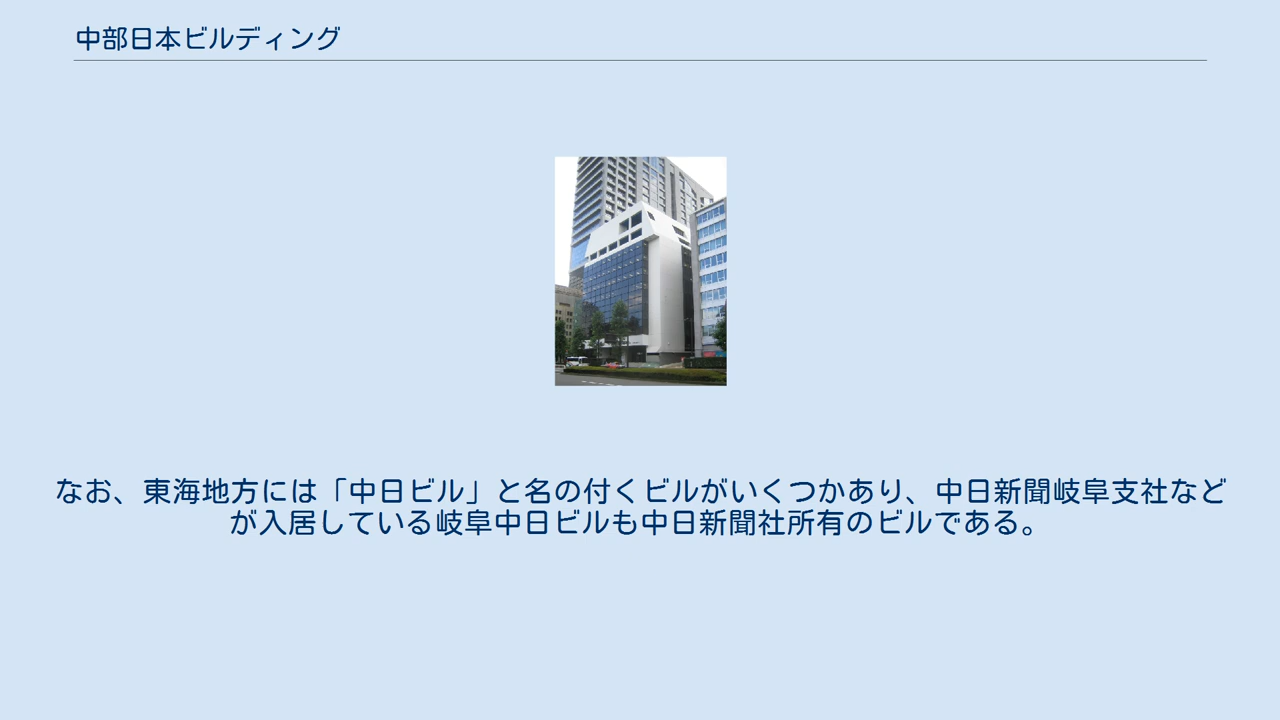 中部日本ビルディング
なお、東海地方には「中日ビル」と名の付くビルがいくつかあり、中日新聞岐阜支社など
が入居している岐阜中日ビルも中日新聞社所有のビルである。